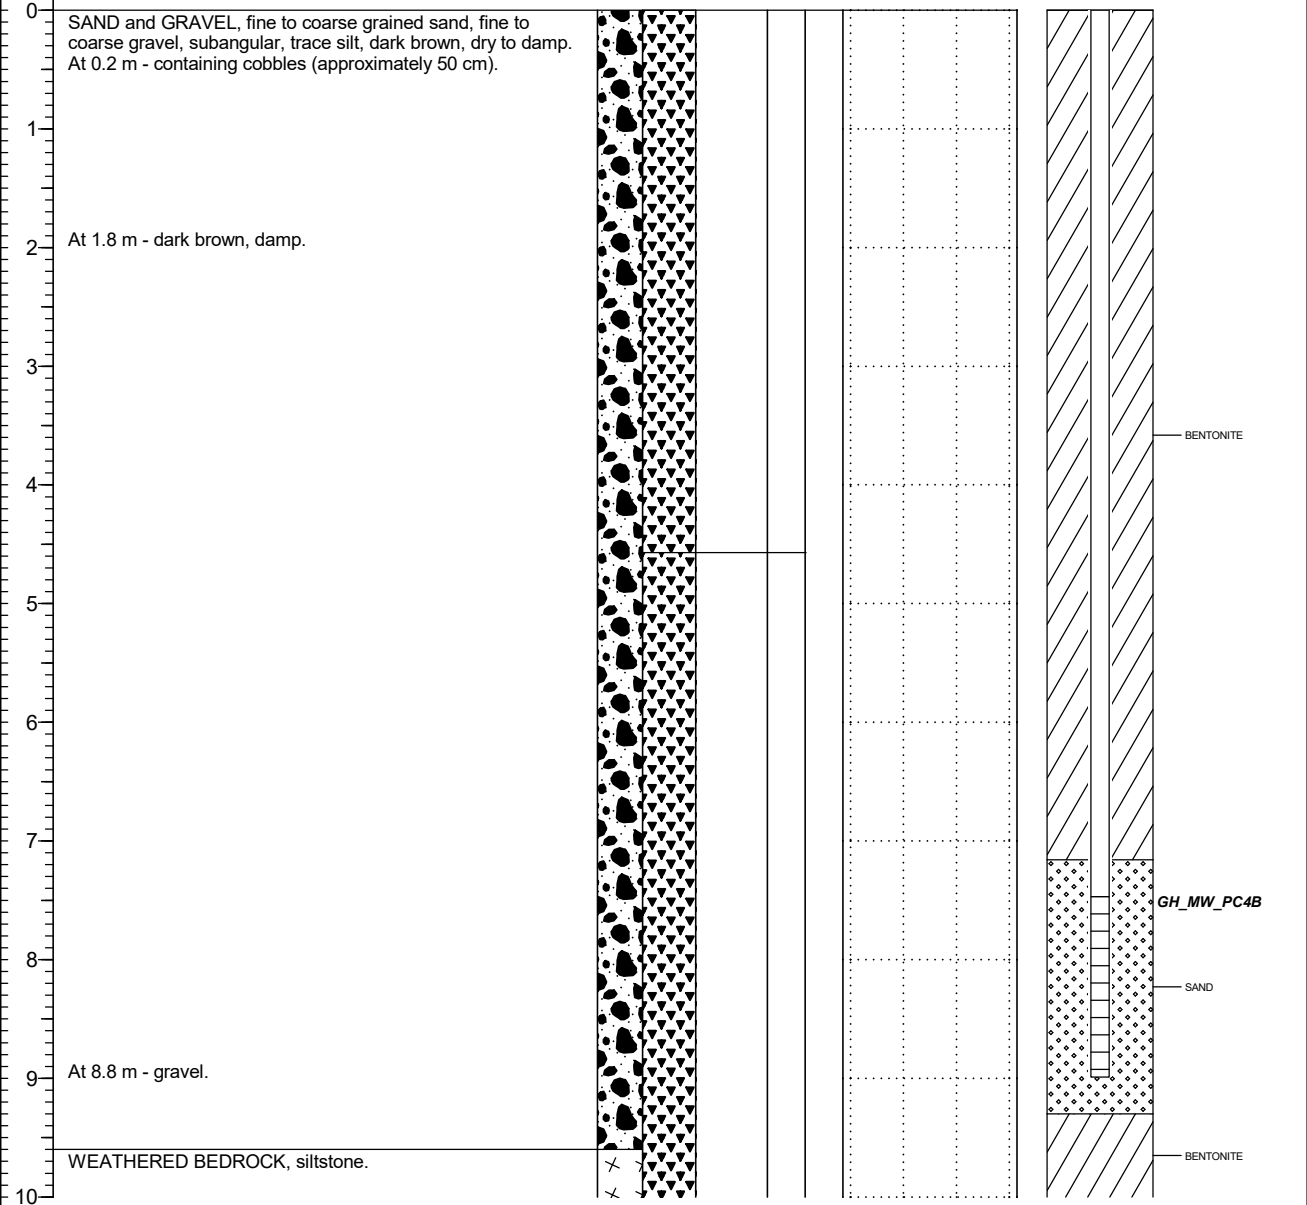 0
SAND and GRAVEL, fine to coarse grained sand, fine to
coarse gravel, subangular, trace silt, dark brown, dry to damp.
At 0.2 m - containing cobbles (approximately 50 cm).
1
At 1.8 m - dark brown, damp.
2
3
BENTONITE
4
5
6
7
GH_MW_PC4B
8
SAND
At 8.8 m - gravel.
9
WEATHERED BEDROCK, siltstone.
BENTONITE
10